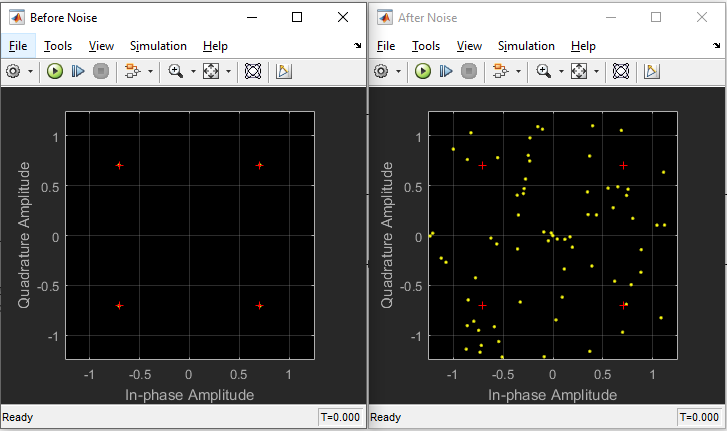 Before Noise
File Tools View Simulation Help
1
0.5
0
-0.5
-1
Quadrature Amplitude
-1 -0.5 0 0.5 1
In-phase Amplitude
Ready T=0.000
After Noise
File Tools View Simulation Help
1
0.5
0
-0.5
-1
Quadrature Amplitude
-1 -0.5 0 0.5 1
In-phase Amplitude
Ready T=0.000